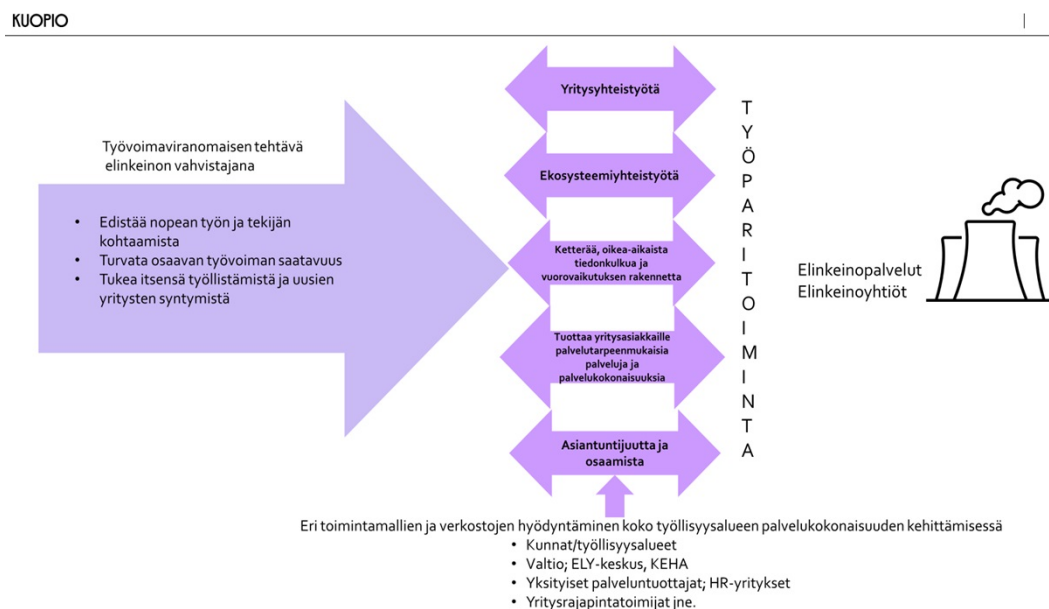 KUOPIO
Työvoimaviranomaisen tehtävä
elinkeinon vahvistajana
• Edistää nopean työn ja tekijän
kohtaamista
• Turvata osaavan työvoiman saatavuus
• Tukea itsensä työllistämistä ja uusien
yritysten syntymistä
Yritysyhteistyötä
Ekosysteemiyhteistyötä
Ketterää, oikea-aikaista
tiedonkulkua ja
vuorovaikutuksen rakennetta
Tuottaa yritysasiakkaille
palvelutarpeenmukaisia
palveluja ja
palvelukokonaisuuksia
Asiantuntijuutta ja
osaamista
TYÖPARITOIMINTA
Elinkeinopalvelut
Elinkeinoyhtiöt
Eri toimintamallien ja verkostojen hyödyntäminen koko työllisyysalueen palvelukokonaisuuden kehittämisessä
• Kunnat/työllisyysalueet
• Valtio; ELY-keskus, KEHA
• Yksityiset palveluntuottajat; HR-yritykset
• Yritysrajapintatoimijat jne.